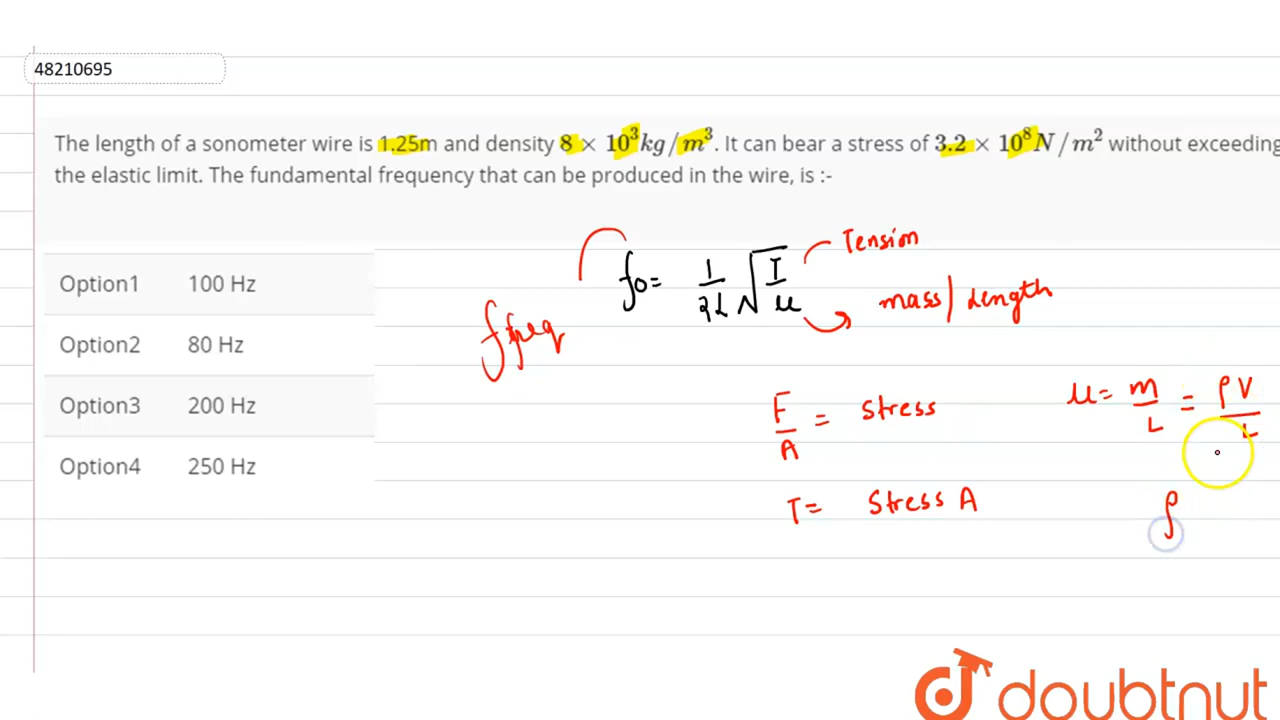 48210695
The length of a sonometer wire is 1.25m and density 8 × 10³kg/m³. It can bear a stress of 3.2 × 10⁸N/m² without exceeding
the elastic limit. The fundamental frequency that can be produced in the wire, is :-
Option1 100 Hz
Option2 80 Hz
Option3 200 Hz
Option4 250 Hz
f0= 1/2L √T/μ
Tension
mass/Length
freq
F/A = Stress
μ= m/L = ρV/L
T= Stress A
ρ
doubtnut